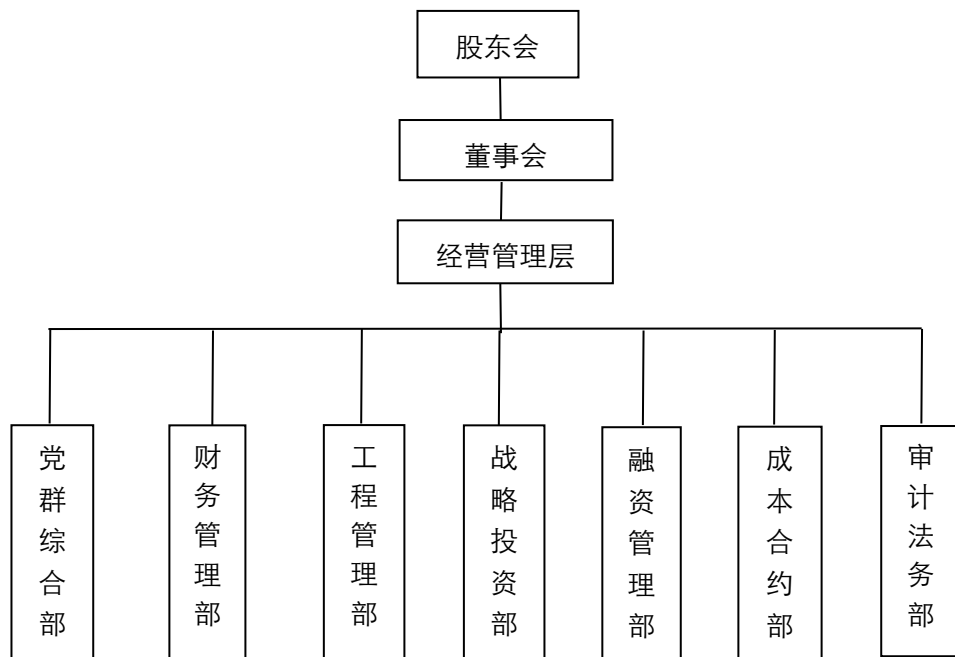 股东会
董事会
经营管理层
党群综合部
财务管理部
工程管理部
战略投资部
融资管理部
成本合约部
审计法务部